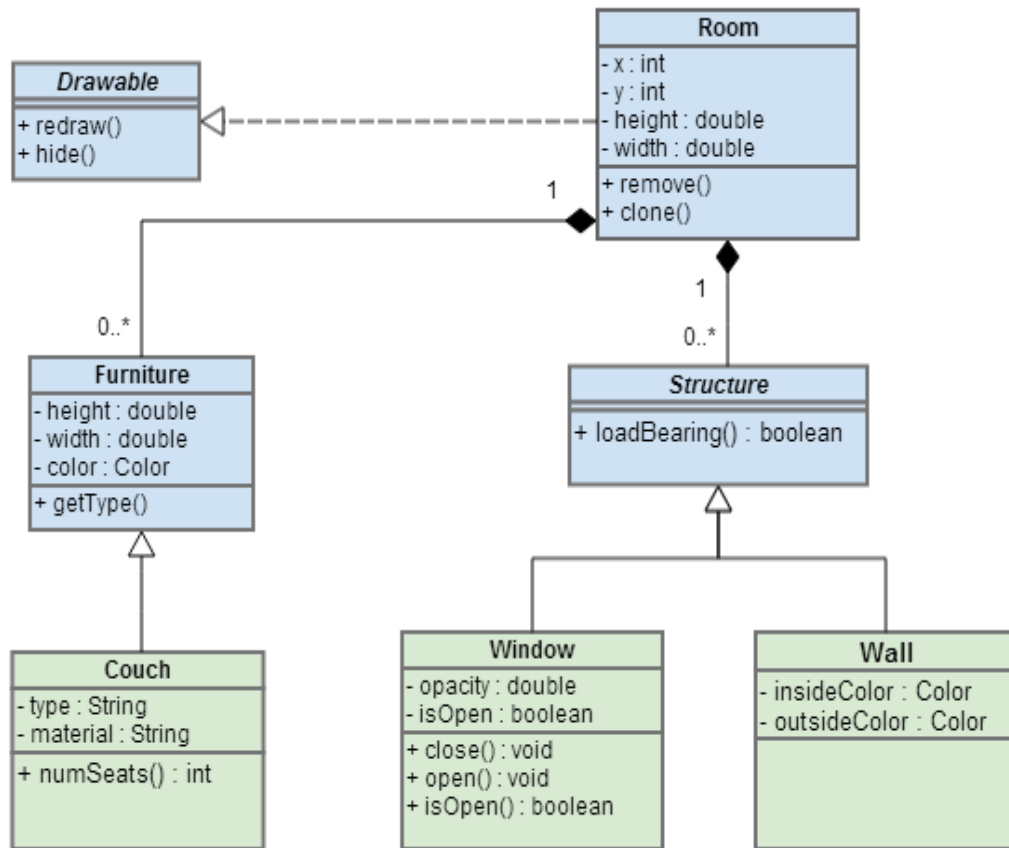 Room
- x : int
- y : int
- height : double
- width : double
+ remove()
+ clone()
Drawable
+ redraw()
+ hide()
1
1
0..*
0..*
Furniture
- height : double
- width : double
- color : Color
+ getType()
Structure
+ loadBearing() : boolean
Couch
- type : String
- material : String
+ numSeats() : int
Window
- opacity : double
- isOpen : boolean
+ close() : void
+ open() : void
+ isOpen() : boolean
Wall
- insideColor : Color
- outsideColor : Color